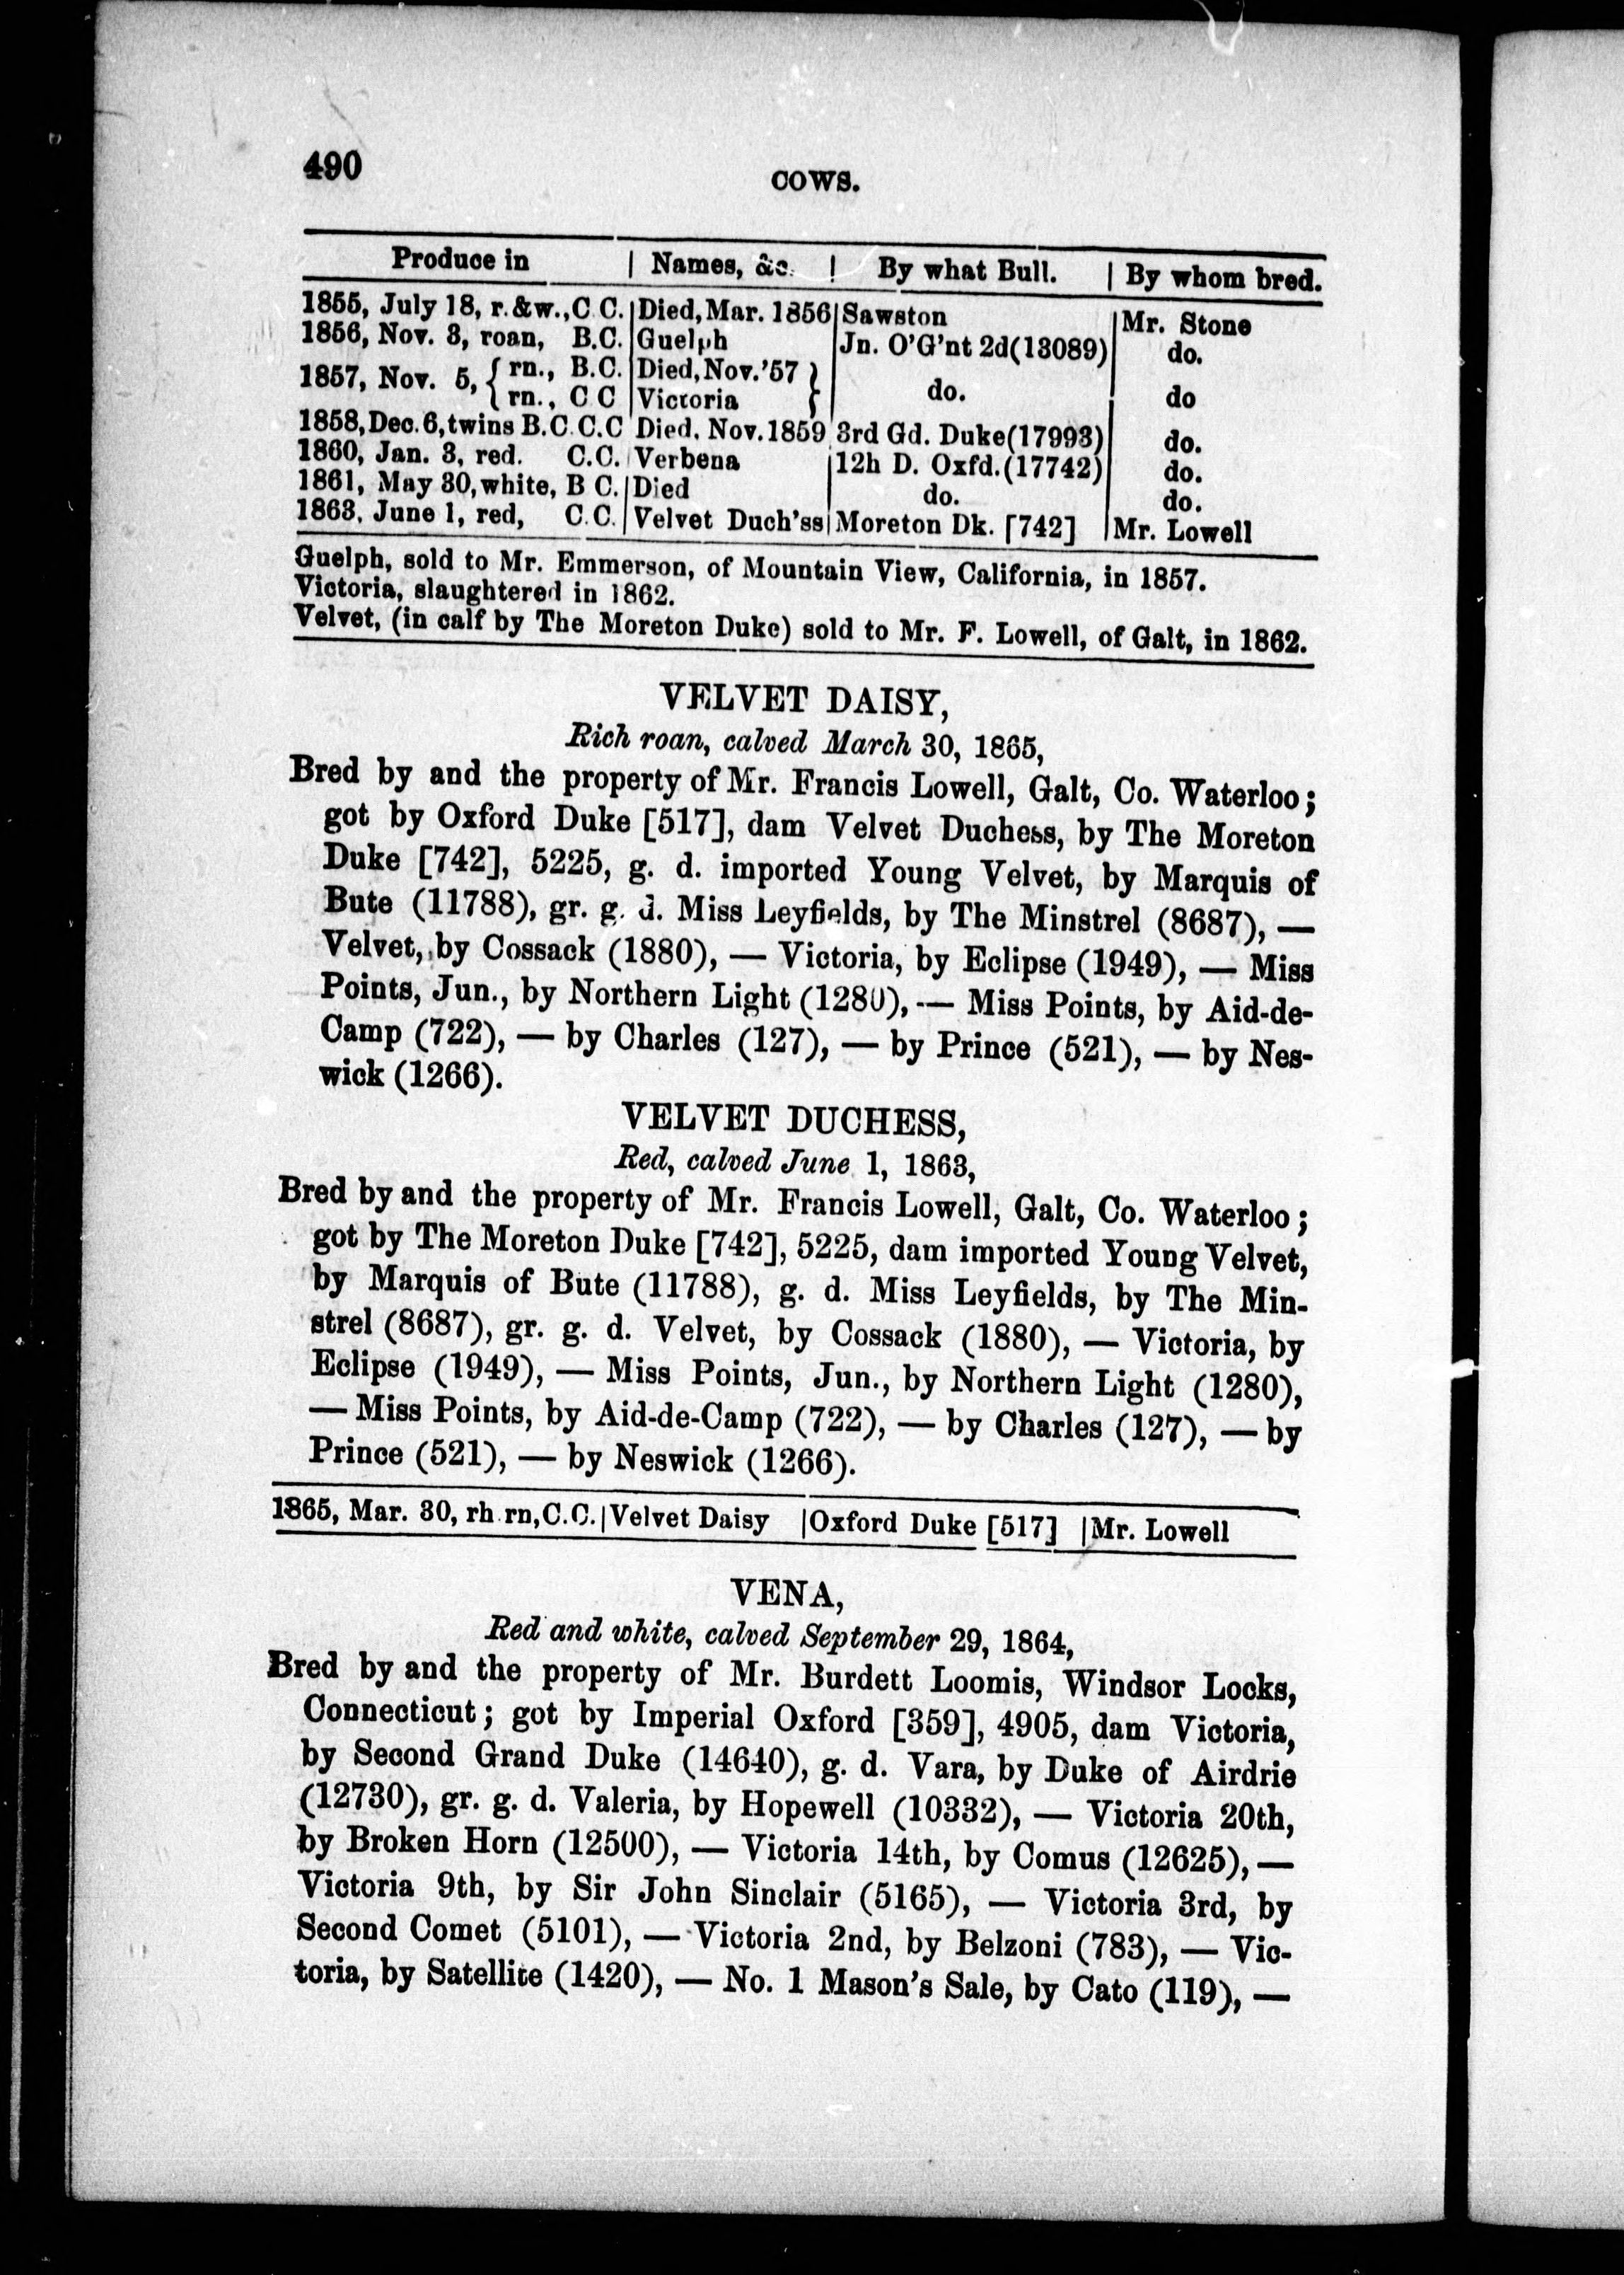 490
COWS.
Produce in | Names, &c. | By what Bull. | By whom bred.
1855, July 18, r.&w., C C. | Died, Mar. 1856 | Sawston | Mr. Stone
1856, Nov. 3, roan, B.C. | Guelph | Jn. O'G'nt 2d(13089) | do.
1857, Nov. 5, { rn., B.C. | Died, Nov.'57 } do. | do
{ rn., C C | Victoria }
1858, Dec. 6, twins B.C. C.C | Died. Nov. 1859 | 3rd Gd. Duke(17993) | do.
1860, Jan. 3, red. C.C. | Verbena | 12h D. Oxfd.(17742) | do.
1861, May 30, white, B C. | Died | do. | do.
1863. June 1, red, C.C. | Velvet Duch'ss | Moreton Dk. [742] | Mr. Lowell
Guelph, sold to Mr. Emmerson, of Mountain View, California, in 1857.
Victoria, slaughtered in 1862.
Velvet, (in calf by The Moreton Duke) sold to Mr. F. Lowell, of Galt, in 1862.
VELVET DAISY,
Rich roan, calved March 30, 1865,
Bred by and the property of Mr. Francis Lowell, Galt, Co. Waterloo;
got by Oxford Duke [517], dam Velvet Duchess, by The Moreton
Duke [742], 5225, g. d. imported Young Velvet, by Marquis of
Bute (11788), gr. g. d. Miss Leyfields, by The Minstrel (8687), —
Velvet, by Cossack (1880), — Victoria, by Eclipse (1949), — Miss
Points, Jun., by Northern Light (1280), — Miss Points, by Aid-de-
Camp (722), — by Charles (127), — by Prince (521), — by Nes-
wick (1266).
VELVET DUCHESS,
Red, calved June 1, 1863,
Bred by and the property of Mr. Francis Lowell, Galt, Co. Waterloo;
got by The Moreton Duke [742], 5225, dam imported Young Velvet,
by Marquis of Bute (11788), g. d. Miss Leyfields, by The Min-
strel (8687), gr. g. d. Velvet, by Cossack (1880), — Victoria, by
Eclipse (1949), — Miss Points, Jun., by Northern Light (1280),
— Miss Points, by Aid-de-Camp (722), — by Charles (127), — by
Prince (521), — by Neswick (1266).
1865, Mar. 30, rh rn, C.C. | Velvet Daisy | Oxford Duke [517] | Mr. Lowell
VENA,
Red and white, calved September 29, 1864,
Bred by and the property of Mr. Burdett Loomis, Windsor Locks,
Connecticut; got by Imperial Oxford [359], 4905, dam Victoria,
by Second Grand Duke (14640), g. d. Vara, by Duke of Airdrie
(12730), gr. g. d. Valeria, by Hopewell (10332), — Victoria 20th,
by Broken Horn (12500), — Victoria 14th, by Comus (12625), —
Victoria 9th, by Sir John Sinclair (5165), — Victoria 3rd, by
Second Comet (5101), — Victoria 2nd, by Belzoni (783), — Vic-
toria, by Satellite (1420), — No. 1 Mason's Sale, by Cato (119), —